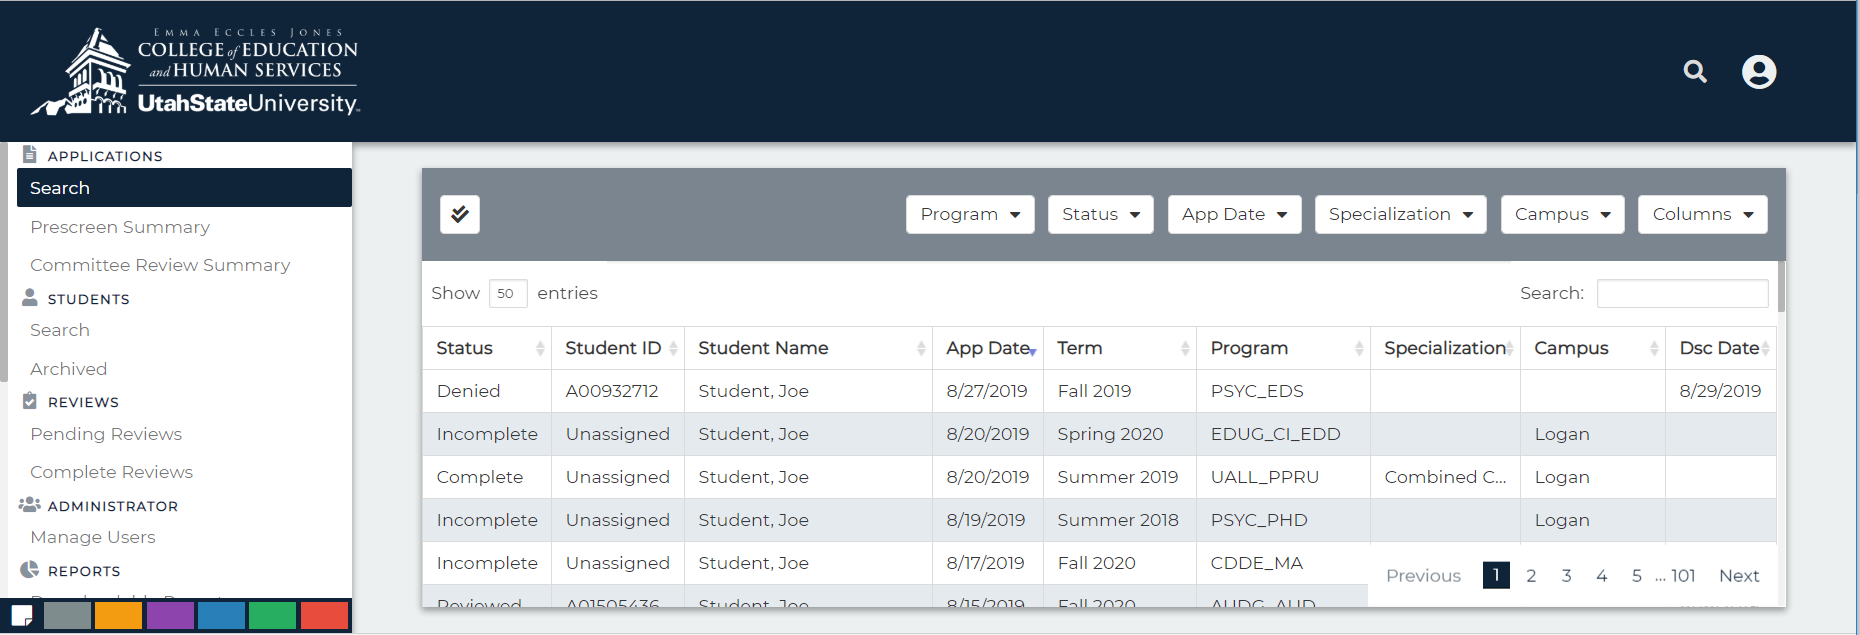 EMMA ECCLES JONES
COLLEGE of EDUCATION
and HUMAN SERVICES
UtahStateUniversity
APPLICATIONS
Search
Prescreen Summary
Committee Review Summary
STUDENTS
Search
Archived
REVIEWS
Pending Reviews
Complete Reviews
ADMINISTRATOR
Manage Users
REPORTS
Program Status App Date Specialization Campus Columns
Show 50 entries Search:
Status Student ID Student Name App Date Term Program Specialization Campus Dsc Date
Denied A00932712 Student, Joe 8/27/2019 Fall 2019 PSYC_EDS 8/29/2019
Incomplete Unassigned Student, Joe 8/20/2019 Spring 2020 EDUG_CI_EDD Logan
Complete Unassigned Student, Joe 8/20/2019 Summer 2019 UALL_PPRU Combined C... Logan
Incomplete Unassigned Student, Joe 8/19/2019 Summer 2018 PSYC_PHD Logan
Incomplete Unassigned Student, Joe 8/17/2019 Fall 2020 CDDE_MA
Reviewed A01505436 Student, Joe 8/15/2019 Fall 2020 AUDG_AUD
Previous 1 2 3 4 5 ... 101 Next